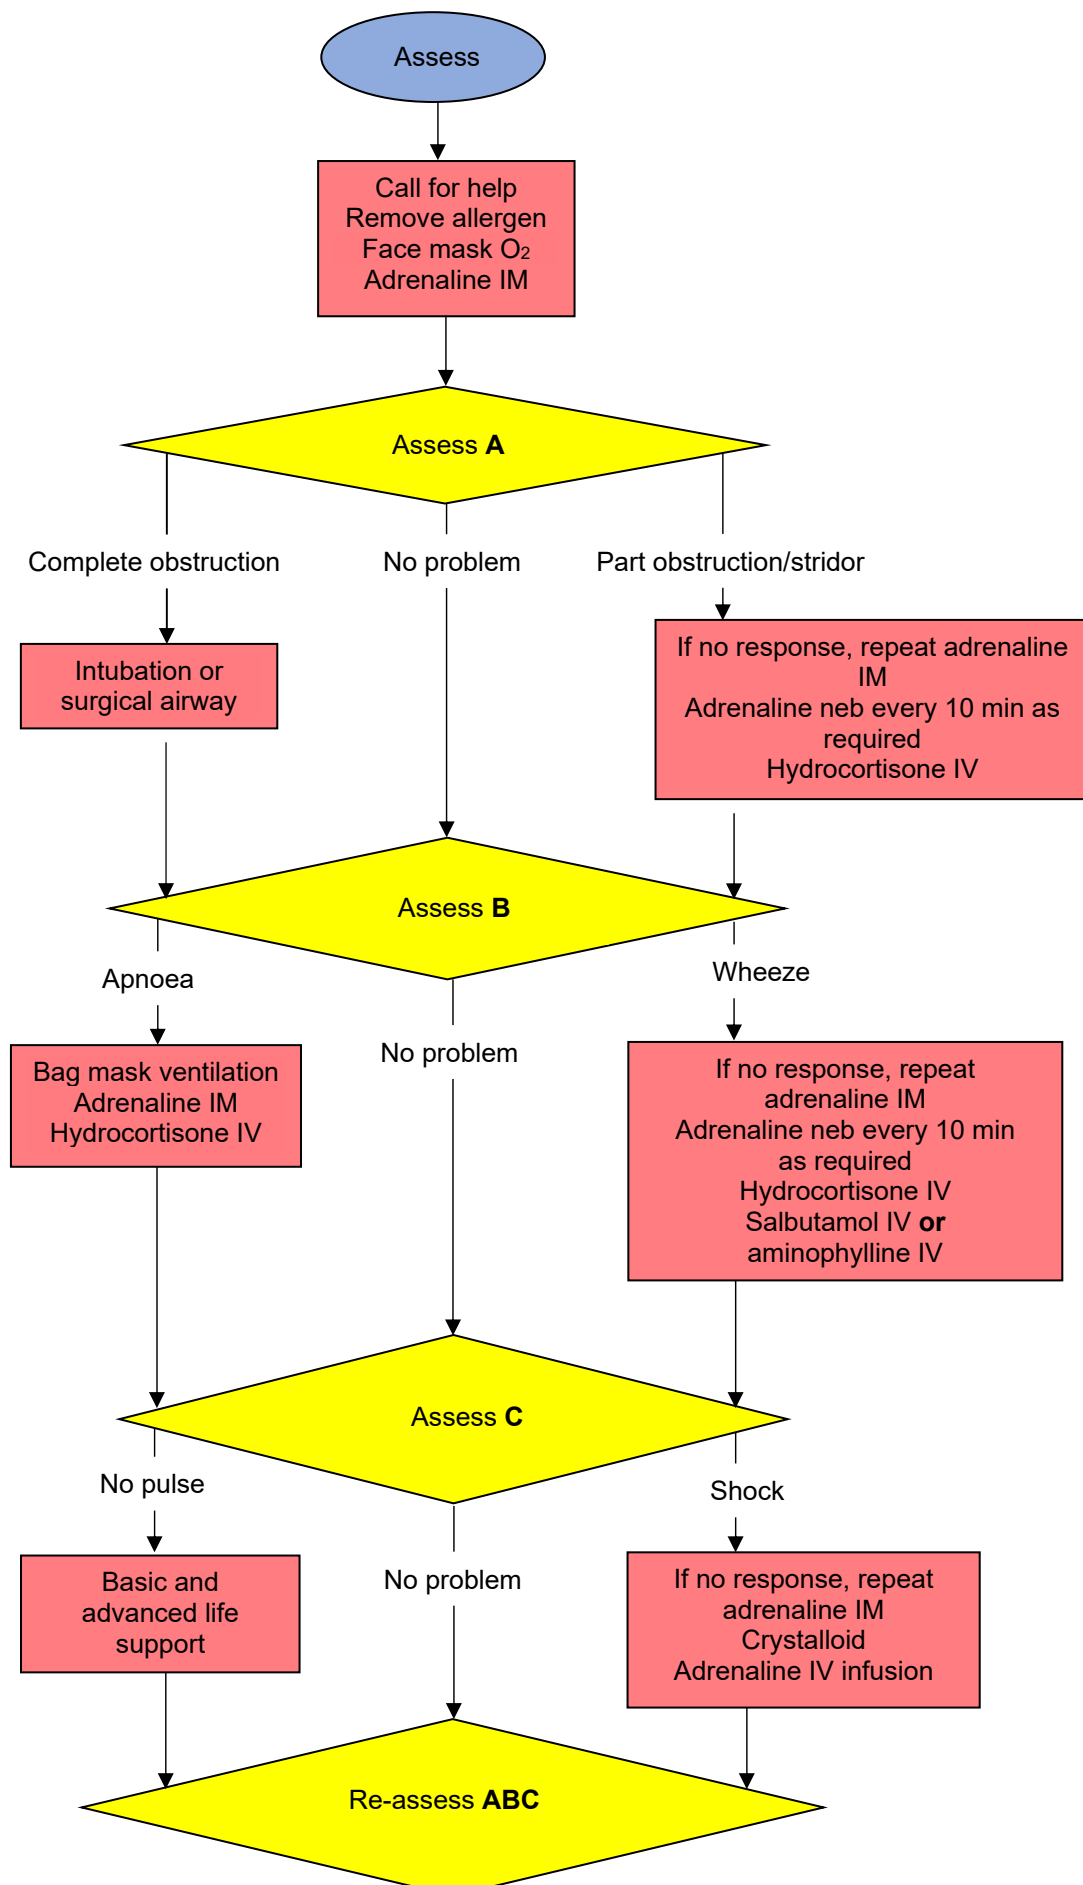 Assess
Call for help
Remove allergen
Face mask O₂
Adrenaline IM
Assess A
Complete obstruction
No problem
Part obstruction/stridor
Intubation or
surgical airway
If no response, repeat adrenaline
IM
Adrenaline neb every 10 min as
required
Hydrocortisone IV
Assess B
Apnoea
No problem
Wheeze
Bag mask ventilation
Adrenaline IM
Hydrocortisone IV
If no response, repeat
adrenaline IM
Adrenaline neb every 10 min
as required
Hydrocortisone IV
Salbutamol IV or
aminophylline IV
Assess C
No pulse
No problem
Shock
Basic and
advanced life
support
If no response, repeat
adrenaline IM
Crystalloid
Adrenaline IV infusion
Re-assess ABC